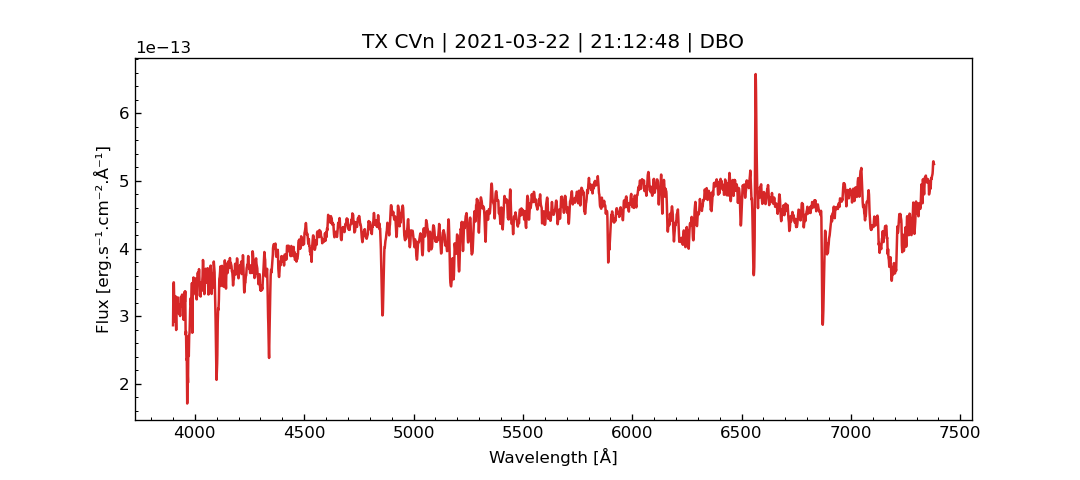 TX CVn | 2021-03-22 | 21:12:48 | DBO
1e−13
6
5
4
3
2
Flux [erg.s⁻¹.cm⁻².Å⁻¹]
4000 4500 5000 5500 6000 6500 7000 7500
Wavelength [Å]